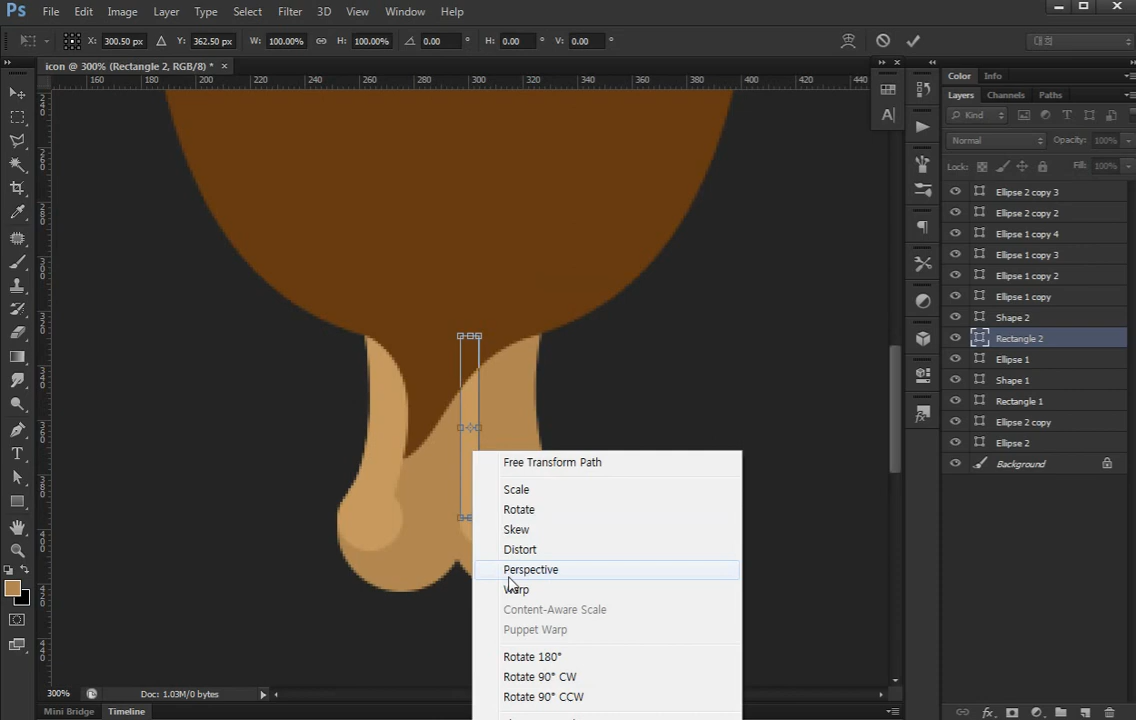 Ps File Edit Image Layer Type Select Filter 3D View Window Help
X: 300.50 px Y: 362.50 px W: 100.00% H: 100.00% 0.00 ° H: 0.00 ° V: 0.00 °
icon @ 300% (Rectangle 2, RGB/8) * ×
160 200 220 240 260 280 300 320 340 360 380 400 420 440
Color Info
Layers Channels Paths
Kind
Normal Opacity: 100%
Lock: Fill: 100%
Ellipse 2 copy 3
Ellipse 2 copy 2
Ellipse 1 copy 4
Ellipse 1 copy 3
Ellipse 1 copy 2
Ellipse 1 copy
Shape 2
Rectangle 2
Ellipse 1
Shape 1
Rectangle 1
Ellipse 2 copy
Ellipse 2
Background
Free Transform Path
Scale
Rotate
Skew
Distort
Perspective
Warp
Content-Aware Scale
Puppet Warp
Rotate 180°
Rotate 90° CW
Rotate 90° CCW
300% Doc: 1.03M/0 bytes
Mini Bridge Timeline